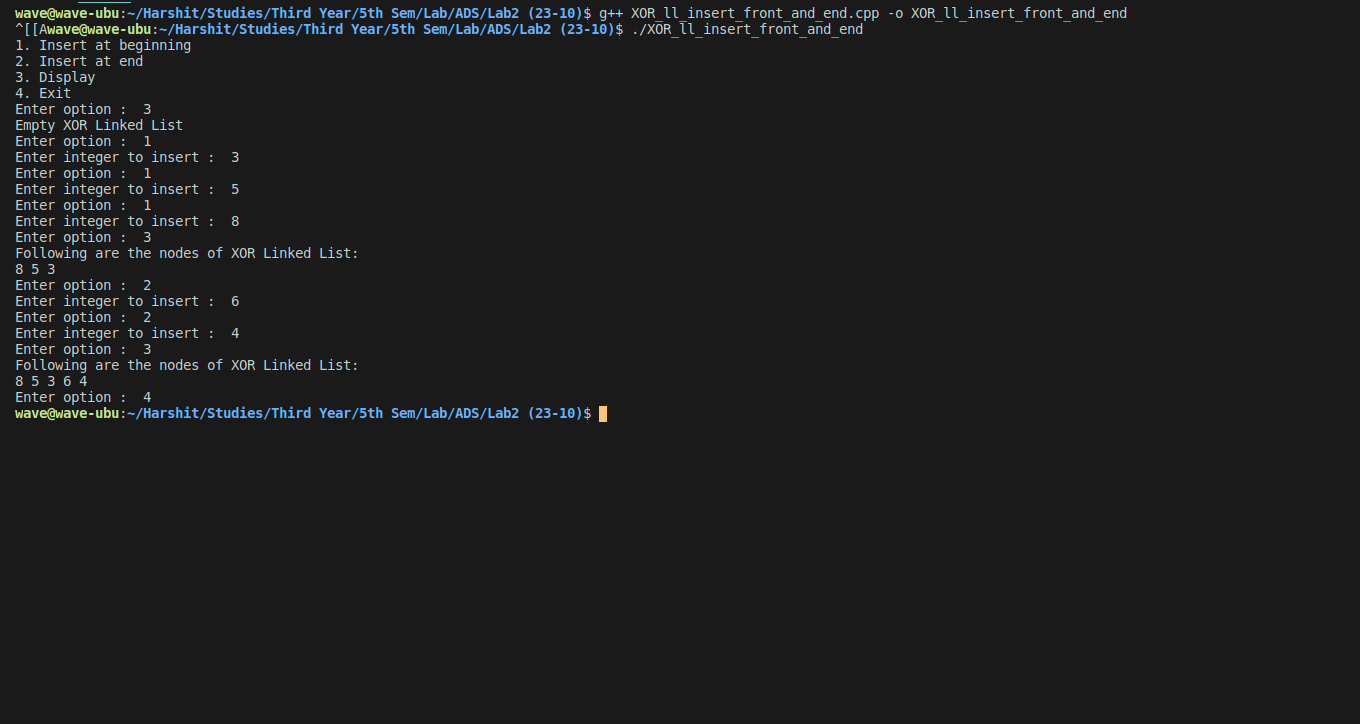 wave@wave-ubu:~/Harshit/Studies/Third Year/5th Sem/Lab/ADS/Lab2 (23-10)$ g++ XOR_ll_insert_front_and_end.cpp -o XOR_ll_insert_front_and_end
^[[Awave@wave-ubu:~/Harshit/Studies/Third Year/5th Sem/Lab/ADS/Lab2 (23-10)$ ./XOR_ll_insert_front_and_end
1. Insert at beginning
2. Insert at end
3. Display
4. Exit
Enter option :  3
Empty XOR Linked List
Enter option :  1
Enter integer to insert :  3
Enter option :  1
Enter integer to insert :  5
Enter option :  1
Enter integer to insert :  8
Enter option :  3
Following are the nodes of XOR Linked List:
8 5 3
Enter option :  2
Enter integer to insert :  6
Enter option :  2
Enter integer to insert :  4
Enter option :  3
Following are the nodes of XOR Linked List:
8 5 3 6 4
Enter option :  4
wave@wave-ubu:~/Harshit/Studies/Third Year/5th Sem/Lab/ADS/Lab2 (23-10)$